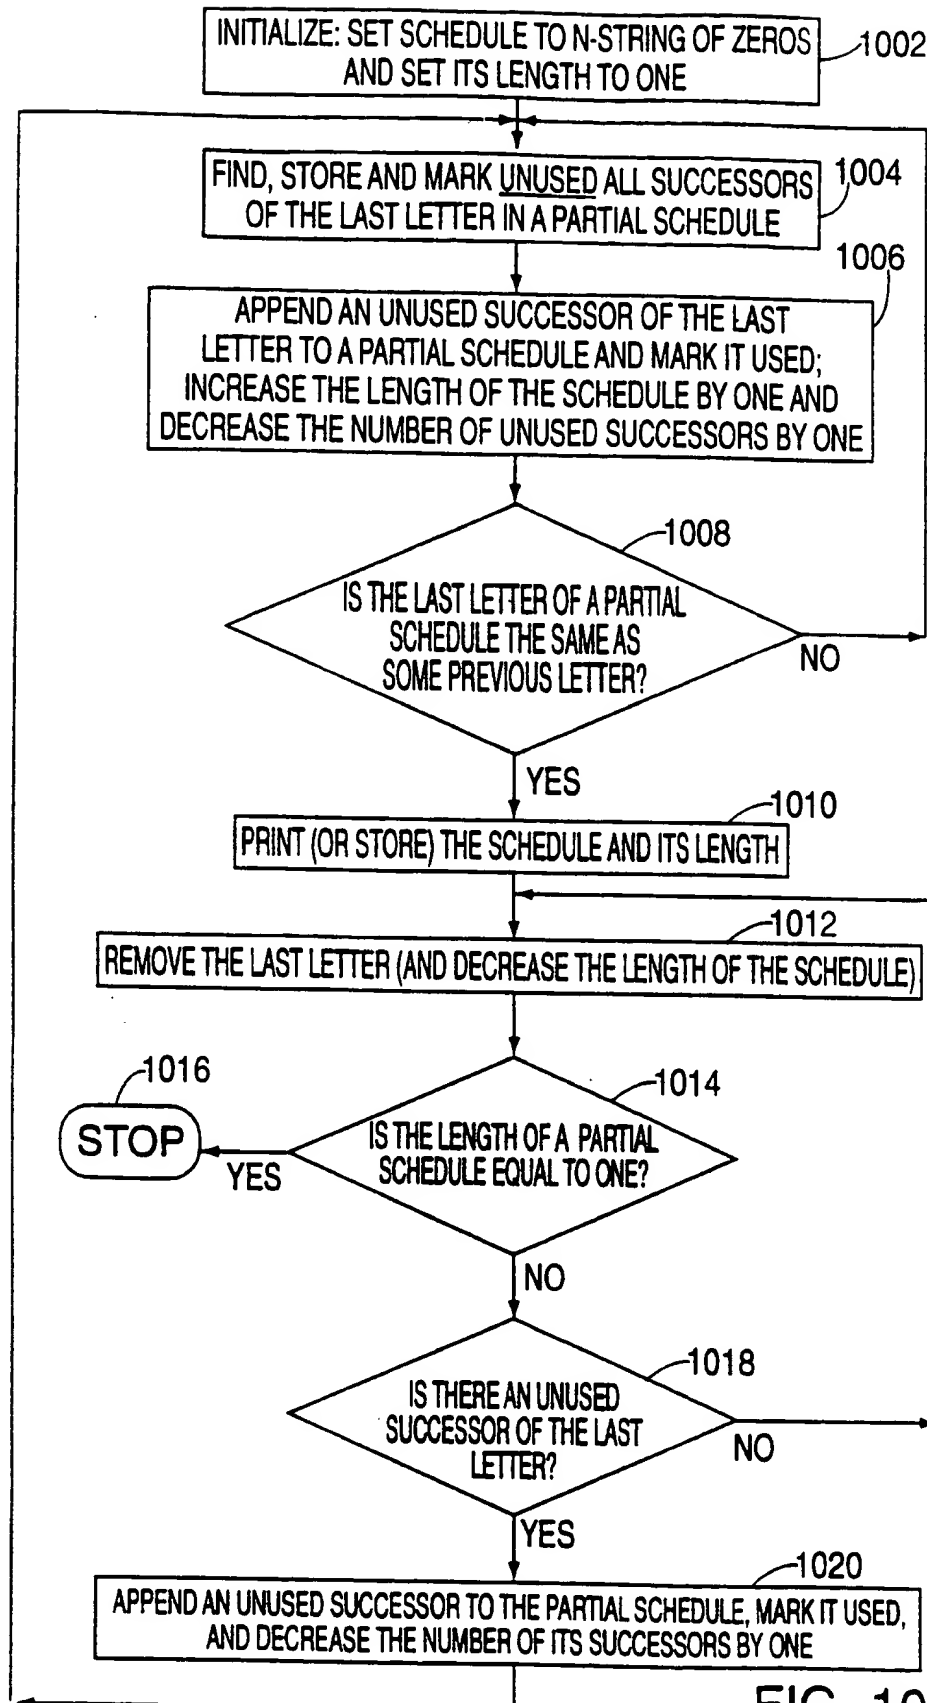 INITIALIZE: SET SCHEDULE TO N-STRING OF ZEROS
AND SET ITS LENGTH TO ONE
1002
FIND, STORE AND MARK UNUSED ALL SUCCESSORS
OF THE LAST LETTER IN A PARTIAL SCHEDULE
1004
1006
APPEND AN UNUSED SUCCESSOR OF THE LAST
LETTER TO A PARTIAL SCHEDULE AND MARK IT USED;
INCREASE THE LENGTH OF THE SCHEDULE BY ONE AND
DECREASE THE NUMBER OF UNUSED SUCCESSORS BY ONE
1008
IS THE LAST LETTER OF A PARTIAL
SCHEDULE THE SAME AS
SOME PREVIOUS LETTER?
NO
YES
1010
PRINT (OR STORE) THE SCHEDULE AND ITS LENGTH
1012
REMOVE THE LAST LETTER (AND DECREASE THE LENGTH OF THE SCHEDULE)
1016
STOP
YES
1014
IS THE LENGTH OF A PARTIAL
SCHEDULE EQUAL TO ONE?
NO
1018
IS THERE AN UNUSED
SUCCESSOR OF THE LAST
LETTER?
NO
YES
1020
APPEND AN UNUSED SUCCESSOR TO THE PARTIAL SCHEDULE, MARK IT USED,
AND DECREASE THE NUMBER OF ITS SUCCESSORS BY ONE
FIG. 10